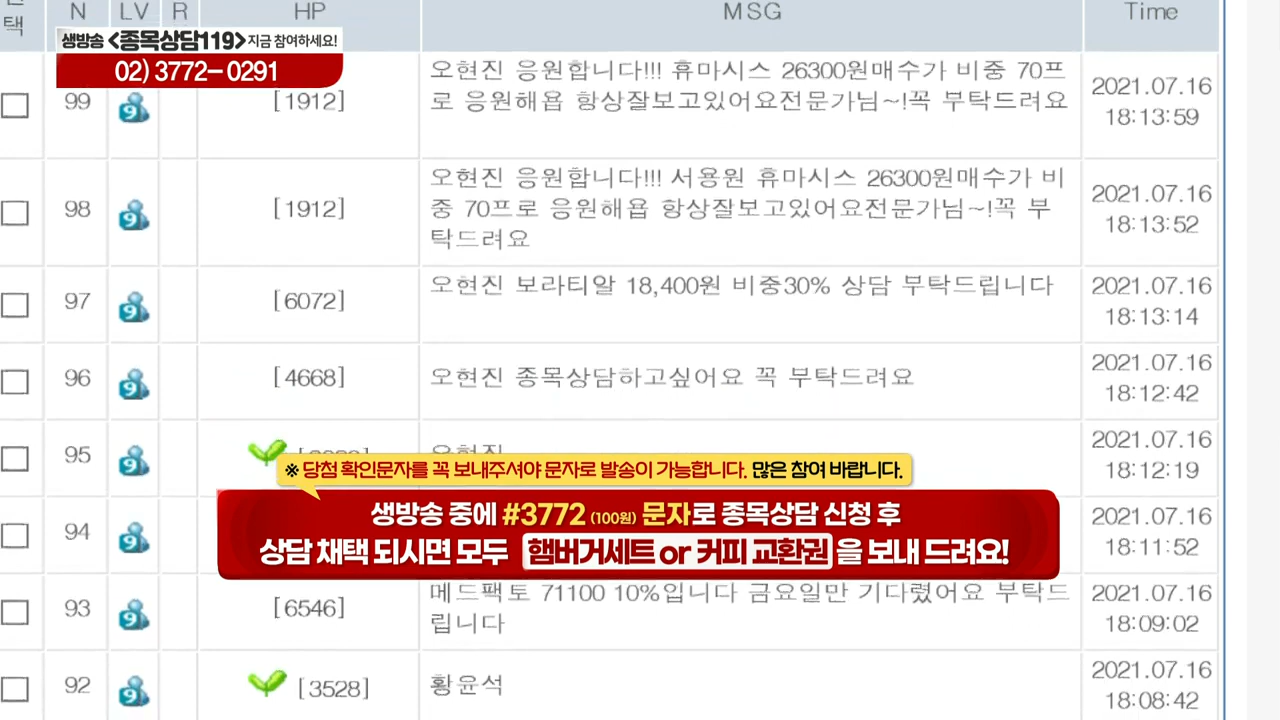 택
N LV R HP MSG Time
생방송 <종목상담119> 지금 참여하세요!
02) 3772-0291
99 9 [1912] 오현진 응원합니다!!! 휴마시스 26300원매수가 비중 70프
로 응원해욥 항상잘보고있어요전문가님~!꼭 부탁드려요
2021.07.16
18:13:59
98 9 [1912] 오현진 응원합니다!!! 서용원 휴마시스 26300원매수가 비
중 70프로 응원해욥 항상잘보고있어요전문가님~!꼭 부
탁드려요
2021.07.16
18:13:52
97 9 [6072] 오현진 보라티알 18,400원 비중30% 상담 부탁드립니다
2021.07.16
18:13:14
96 9 [4668] 오현진 종목상담하고싶어요 꼭 부탁드려요
2021.07.16
18:12:42
95 9
2021.07.16
18:12:19
※ 당첨 확인문자를 꼭 보내주셔야 문자로 발송이 가능합니다. 많은 참여 바랍니다.
94 9
2021.07.16
18:11:52
생방송 중에 #3772 (100원) 문자로 종목상담 신청 후
상담 채택 되시면 모두 햄버거세트 or 커피 교환권 을 보내 드려요!
93 9 [6546] 메드팩토 71100 10%입니다 금요일만 기다렸어요 부탁드
립니다
2021.07.16
18:09:02
92 9 [3528] 황윤석
2021.07.16
18:08:42